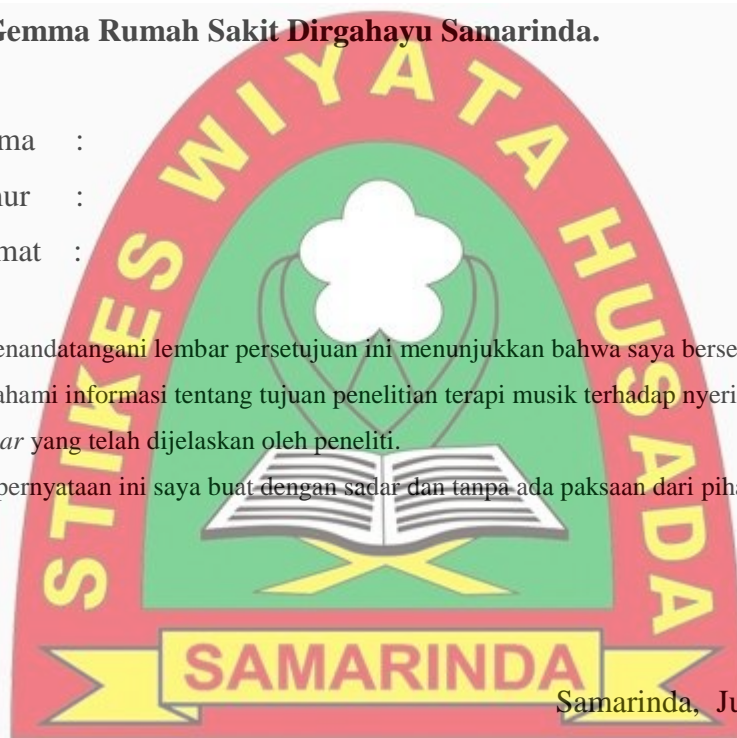 Gemma Rumah Sakit Dirgahayu Samarinda.
ma :
mur :
mat :
enandatangani lembar persetujuan ini menunjukkan bahwa saya berse
ahami informasi tentang tujuan penelitian terapi musik terhadap nyeri
ar yang telah dijelaskan oleh peneliti.
pernyataan ini saya buat dengan sadar dan tanpa ada paksaan dari piha
STIKES WIYATA HUSADA
SAMARINDA
Samarinda, Ju